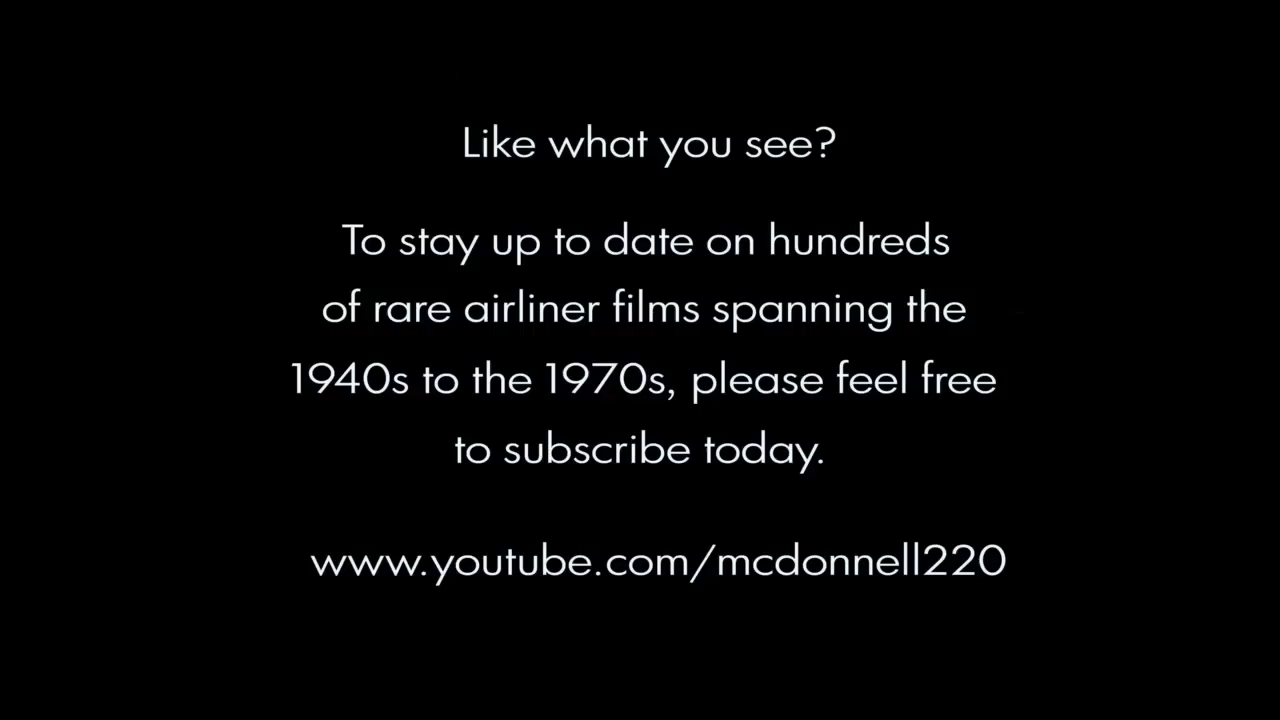 Like what you see?
To stay up to date on hundreds
of rare airliner films spanning the
1940s to the 1970s, please feel free
to subscribe today.
www.youtube.com/mcdonnell220